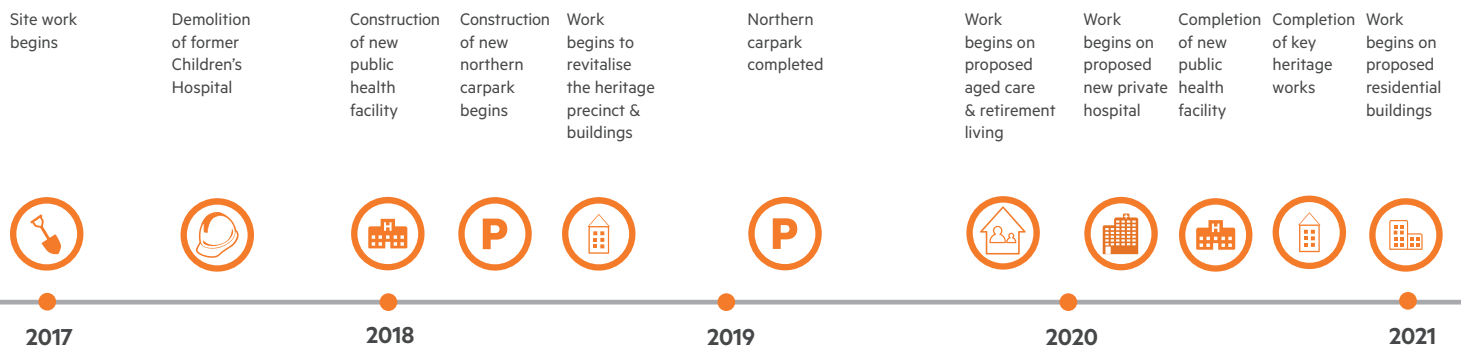 Site work
begins
Demolition
of former
Children’s
Hospital
Construction
of new
public
health
facility
Construction
of new
northern
carpark
begins
Work
begins to
revitalise
the heritage
precinct &
buildings
Northern
carpark
completed
Work
begins on
proposed
aged care
& retirement
living
Work
begins on
proposed
new private
hospital
Completion
of new
public
health
facility
Completion
of key
heritage
works
Work
begins on
proposed
residential
buildings
H
P
P
H
2017
2018
2019
2020
2021